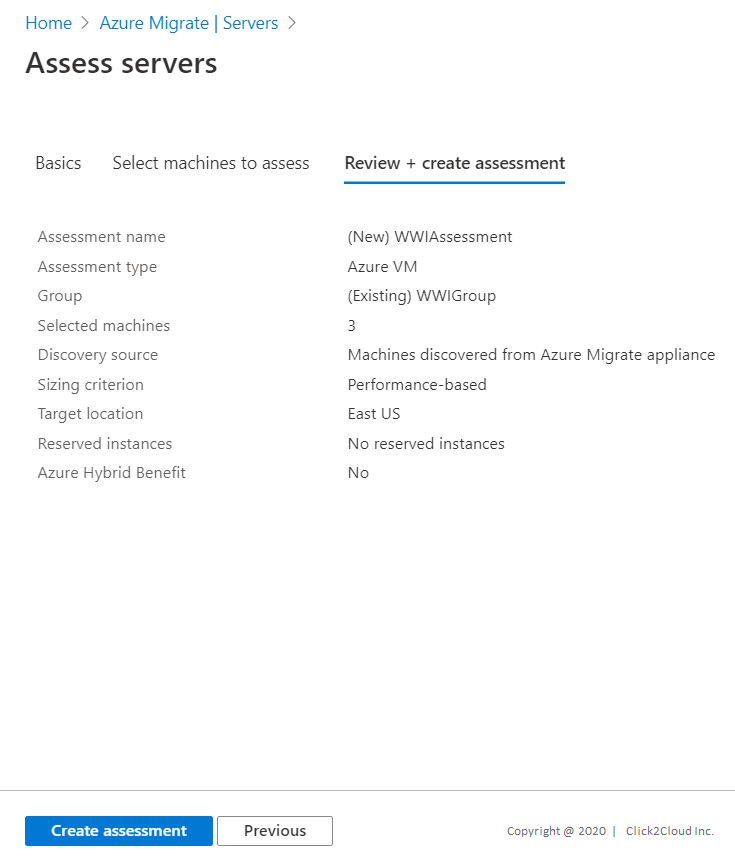 Home > Azure Migrate | Servers >
Assess servers
Basics Select machines to assess Review + create assessment
Assessment name (New) WWIAssessment
Assessment type Azure VM
Group (Existing) WWIGroup
Selected machines 3
Discovery source Machines discovered from Azure Migrate appliance
Sizing criterion Performance-based
Target location East US
Reserved instances No reserved instances
Azure Hybrid Benefit No
Create assessment Previous Copyright @ 2020 | Click2Cloud Inc.